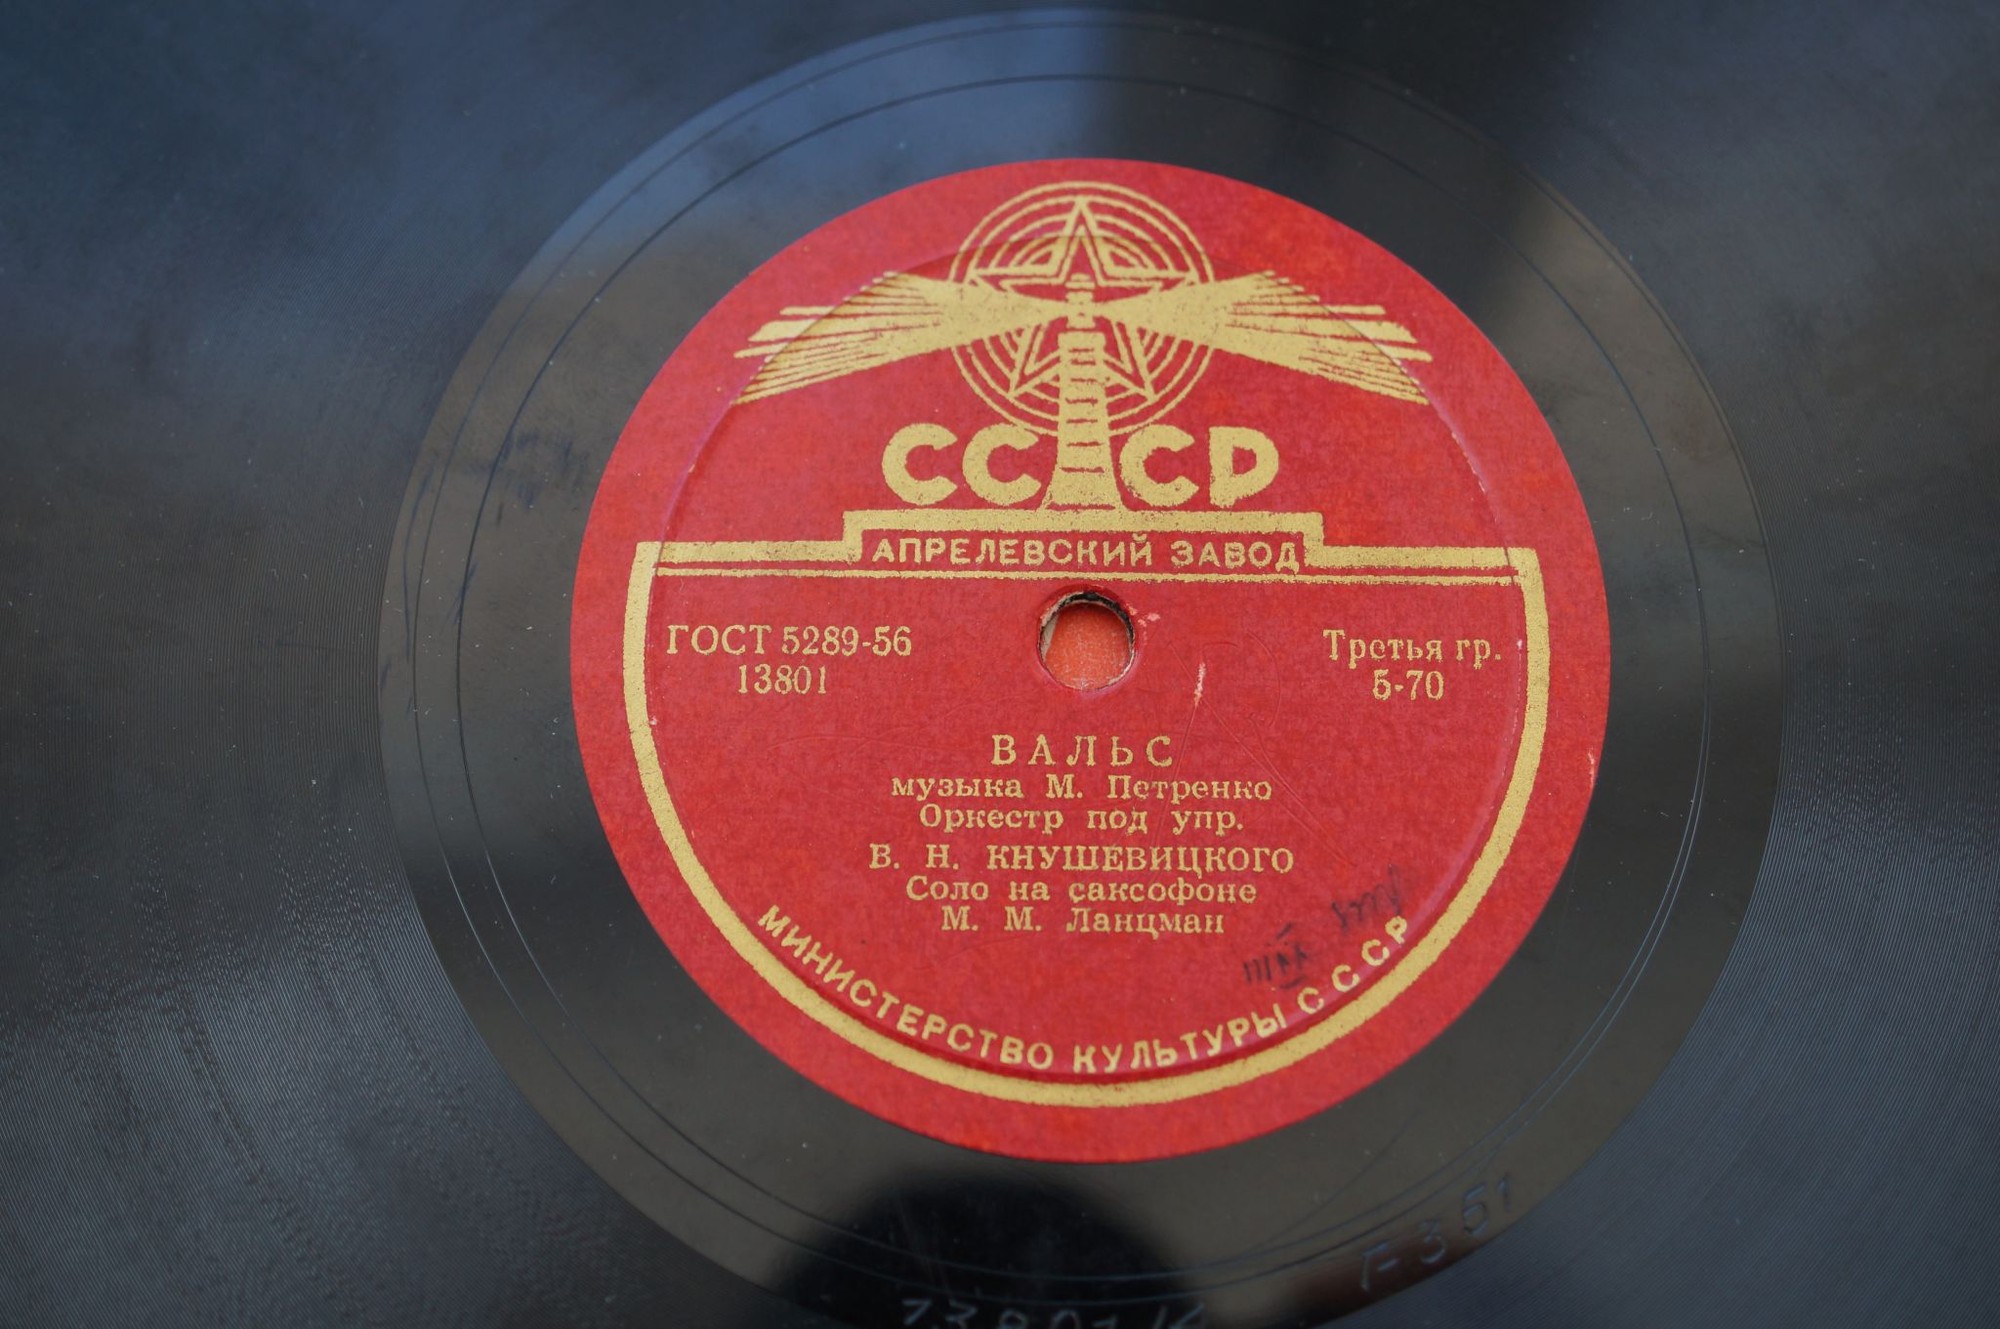 СССР
АПРЕЛЕВСКИЙ ЗАВОД
ГОСТ 5289-56
13801
Третья гр.
5-70
ВАЛЬС
музыка М. Петренко
Оркестр под упр.
В. Н. КНУШЕВИЦКОГО
Соло на саксофоне
М. М. Ланцман
МИНИСТЕРСТВО КУЛЬТУРЫ СССР